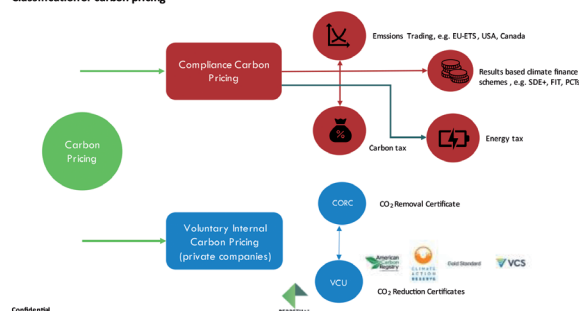 Classification of carbon pricing
Emssions Trading, e.g. EU-ETS, USA, Canada
Compliance Carbon
Pricing
Results based climate finance
schemes, e.g. SDE+, FIT, PCTs
%
Carbon tax
Energy tax
Carbon
Pricing
CORC
CO₂ Removal Certificate
Voluntary Internal
Carbon Pricing
(private companies)
American
Carbon
Registry
CLIMATE
ACTION
RESERVE
Gold Standard
VCS
VCU
CO₂ Reduction Certificates
Confidential